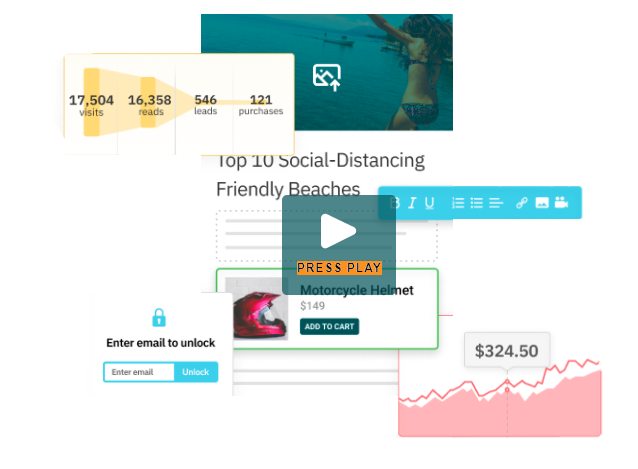 17,504 16,358 546 121
visits reads leads purchases
Top 10 Social-Distancing
Friendly Beaches
B I U
PRESS PLAY
Motorcycle Helmet
$149
ADD TO CART
Enter email to unlock
Enter email Unlock
$324.50